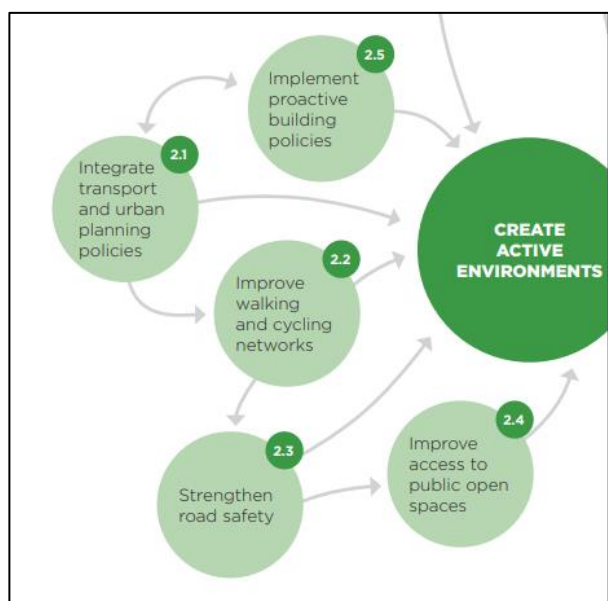 2.5
Implement
proactive
building
policies
2.1
Integrate
transport
and urban
planning
policies
CREATE
ACTIVE
ENVIRONMENTS
2.2
Improve
walking
and cycling
networks
2.3
Strengthen
road safety
2.4
Improve
access to
public open
spaces